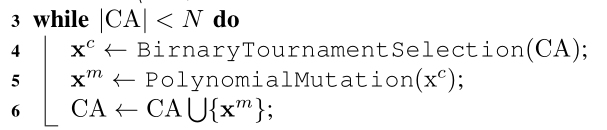 3 while |CA| < N do
4 x^c ← BirnaryTournamentSelection(CA);
5 x^m ← PolynomialMutation(x^c);
6 CA ← CA ⋃{x^m};